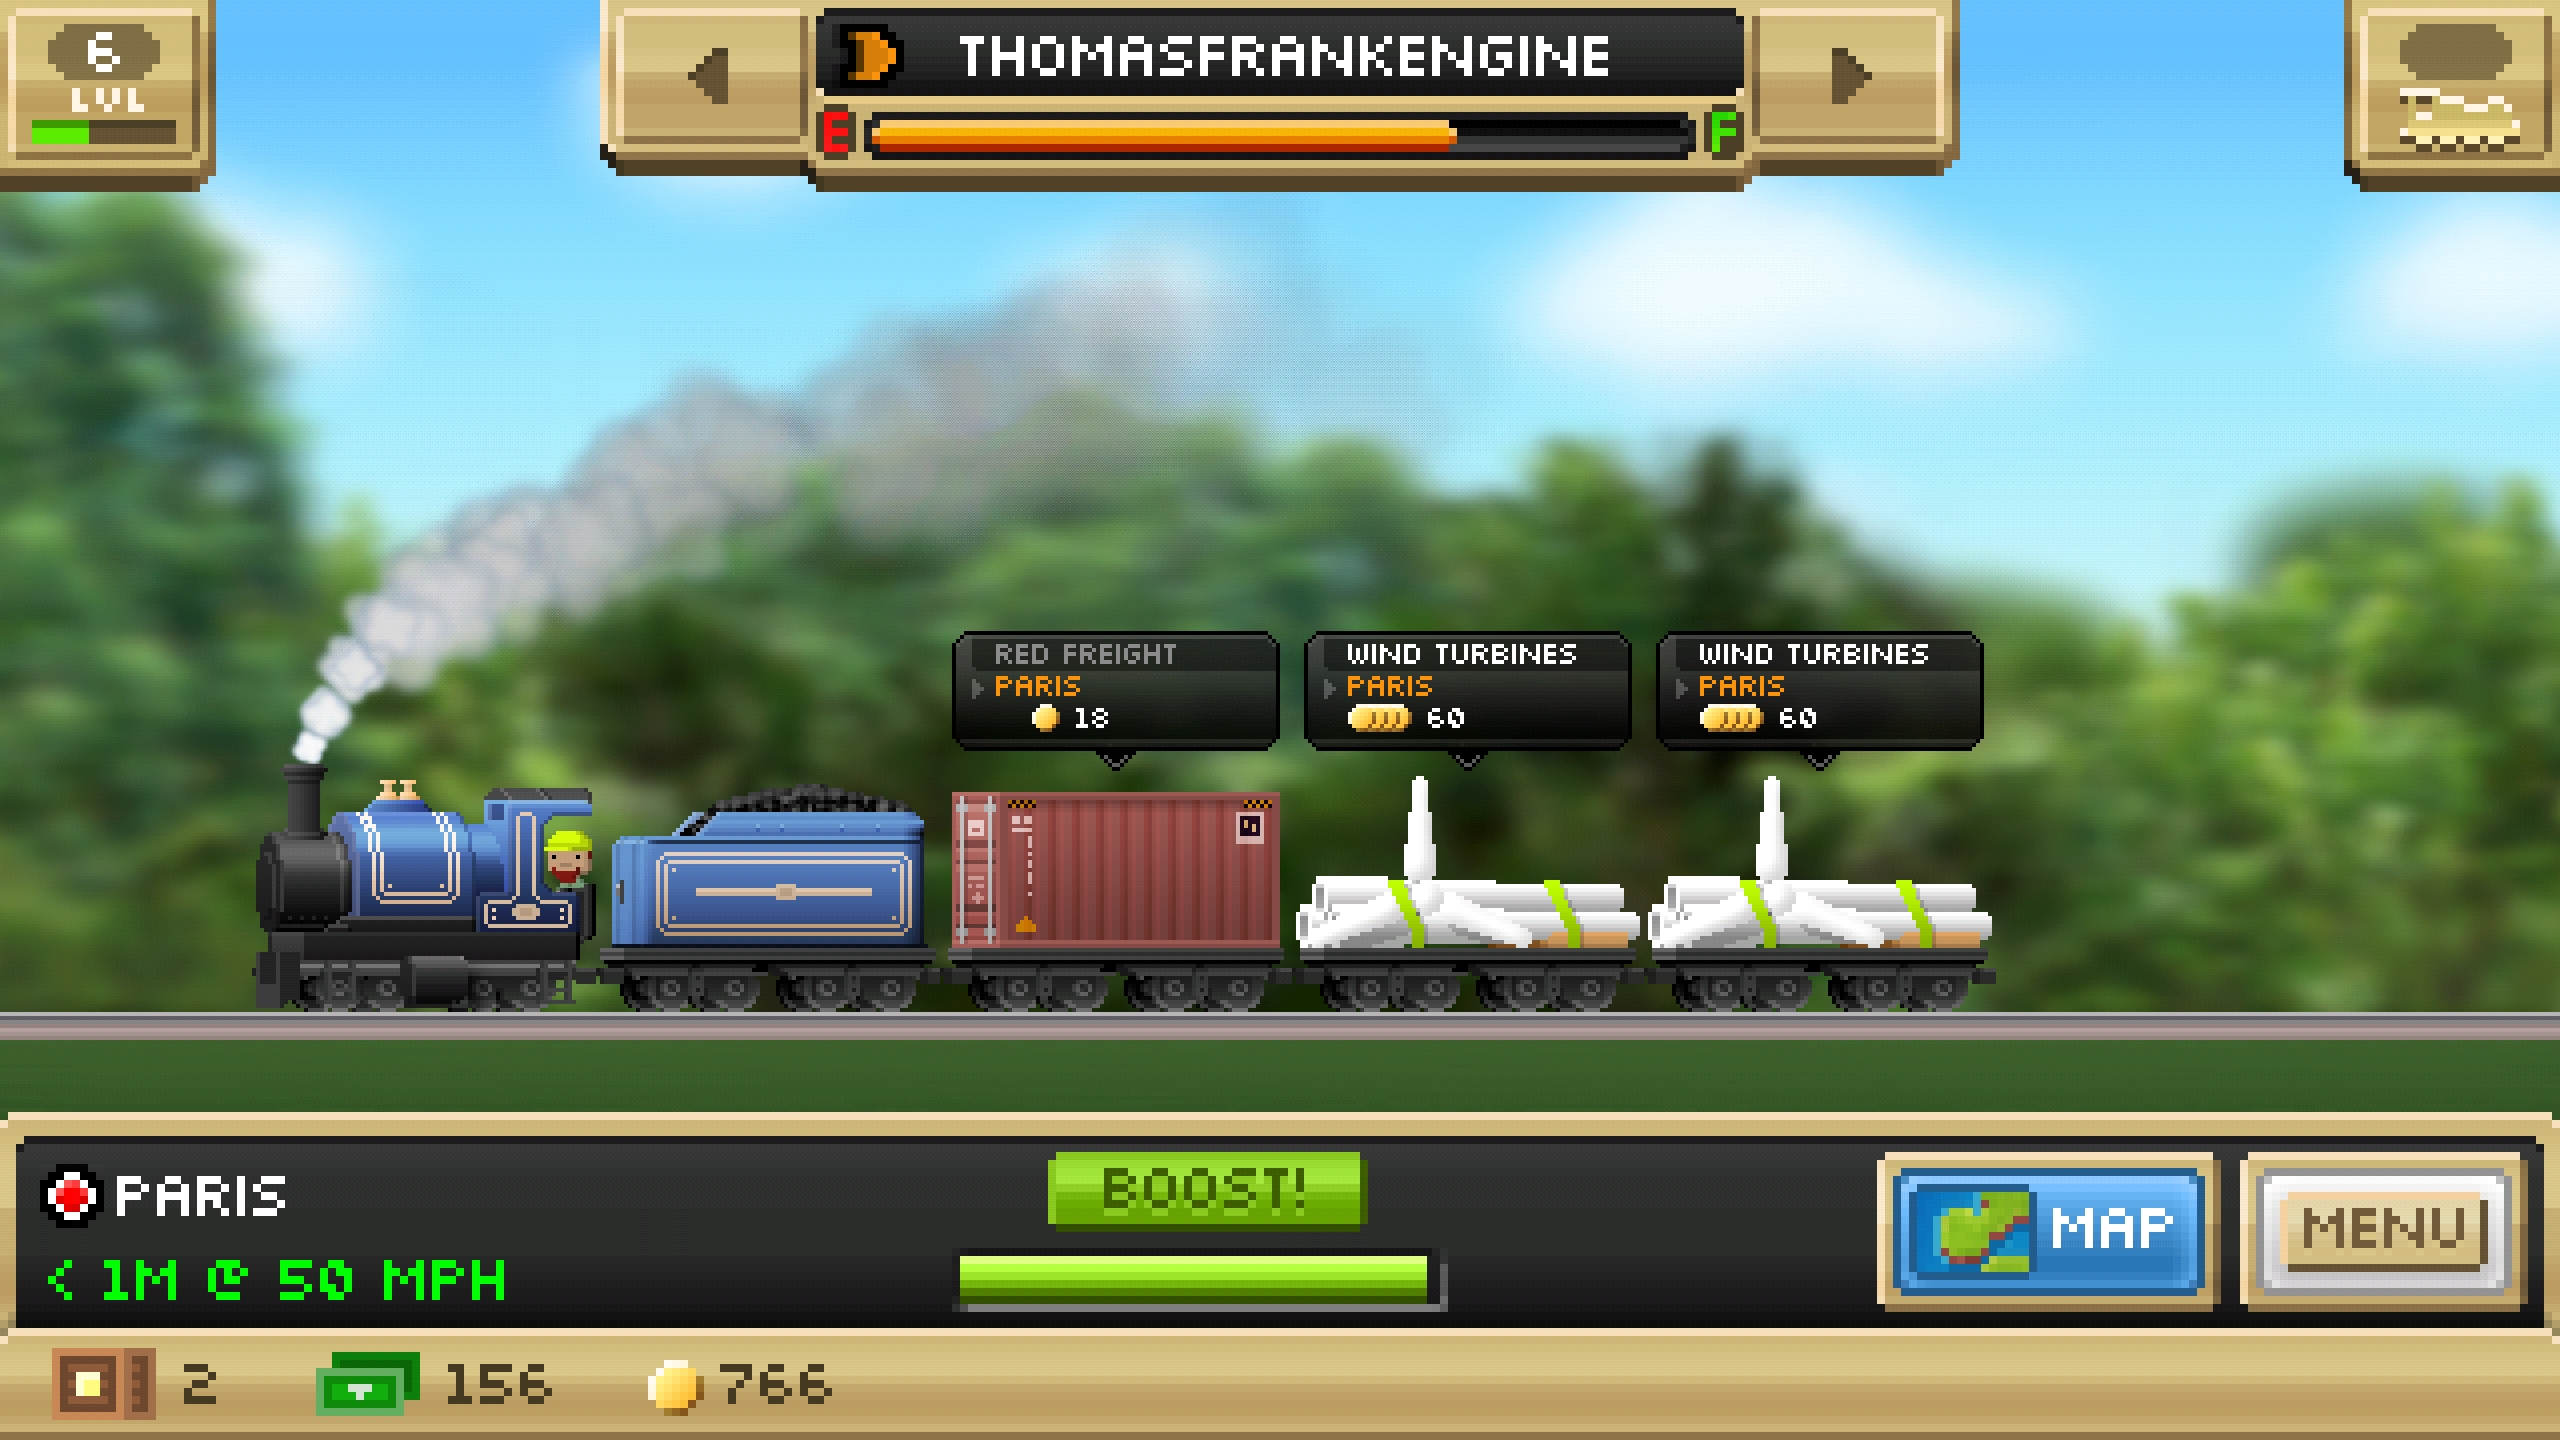 6
LVL
THOMASFRANKENGINE
E F
RED FREIGHT
PARIS
18
WIND TURBINES
PARIS
60
WIND TURBINES
PARIS
60
PARIS
< 1M @ 50 MPH
BOOST!
MAP
MENU
2
156
766